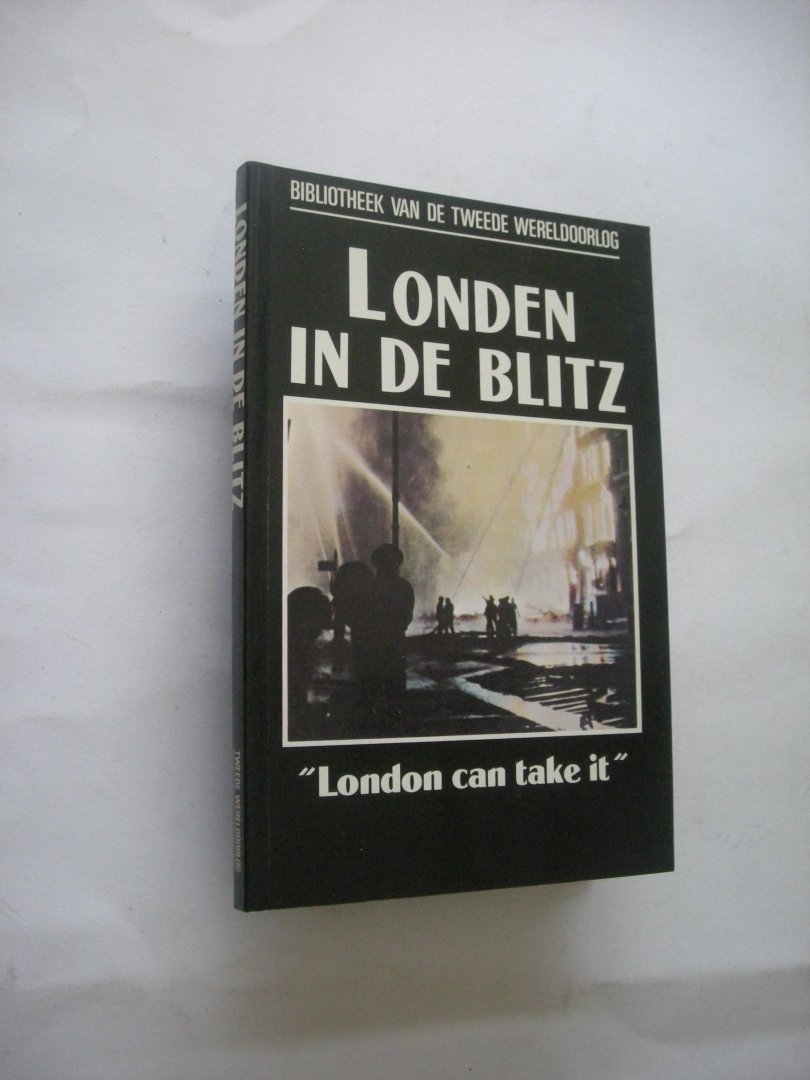 BIBLIOTHEEK VAN DE TWEEDE WERELDOORLOG
LONDEN
IN DE BLITZ
"London can take it"
LONDEN IN DE BLITZ
TWEEDE WERELDOORLOG